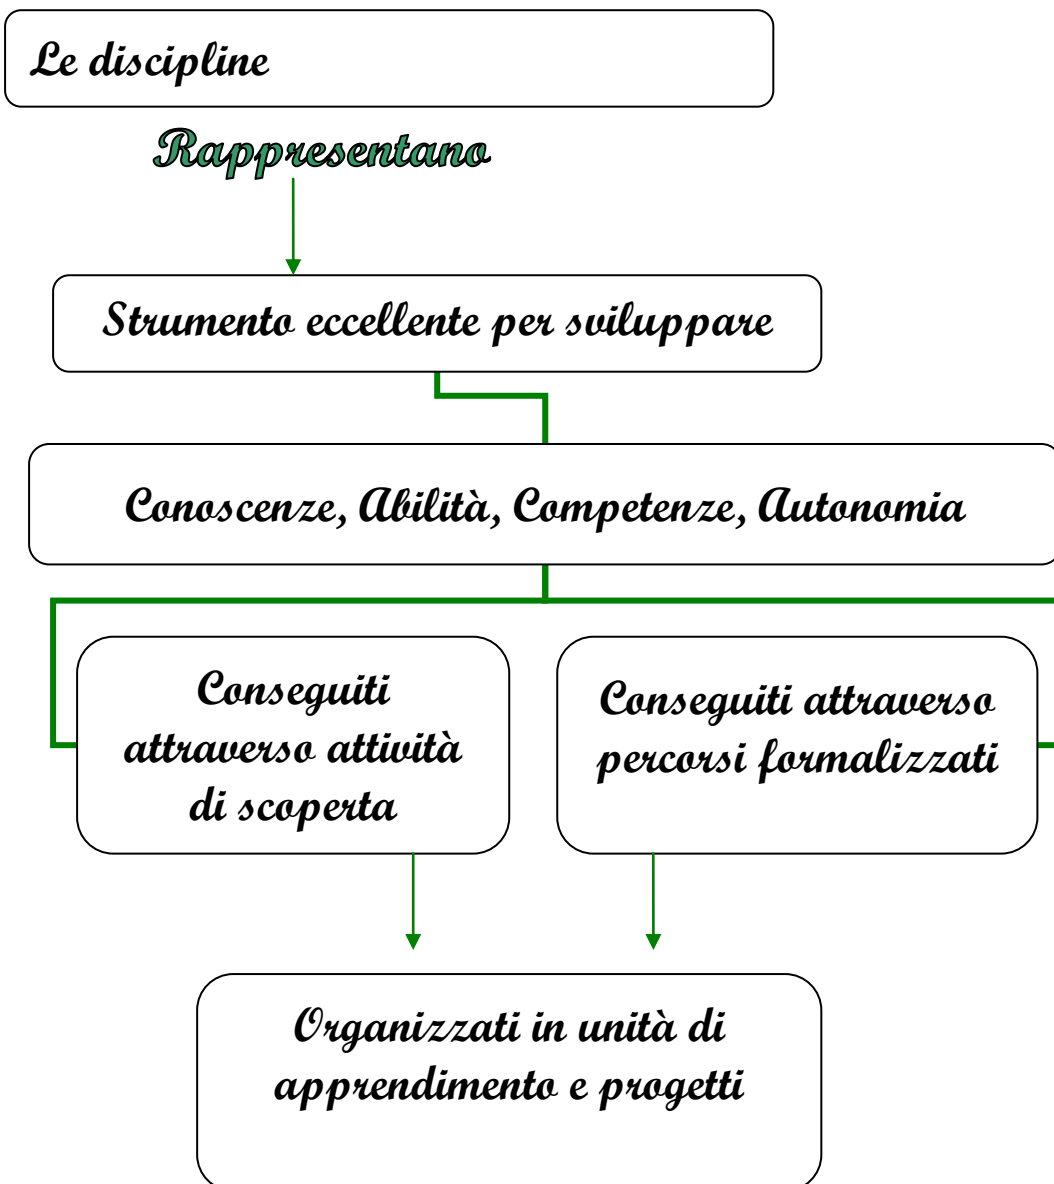 Le discipline
Rappresentano
Strumento eccellente per sviluppare
Conoscenze, Abilità, Competenze, Autonomia
Conseguiti
attraverso attività
di scoperta
Conseguiti attraverso
percorsi formalizzati
Organizzati in unità di
apprendimento e progetti